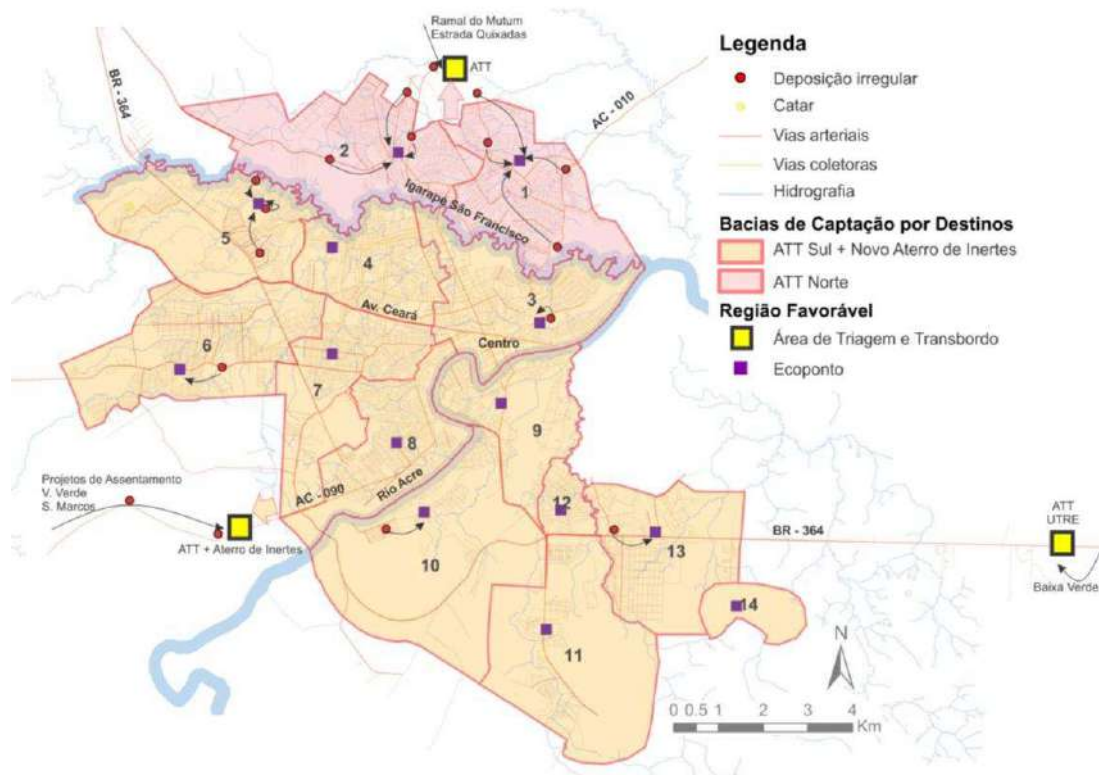 Ramal do Mutum
Estrada Quixadas
ATT
BR - 364
AC - 010
2
1
Igarapé São Francisco
5
4
3
Av. Ceará
Centro
6
7
8
9
AC - 090
Rio Acre
Projetos de Assentamento
V. Verde
S. Marcos
ATT + Aterro de Inertes
10
12
13
BR - 364
ATT
UTRE
Baixa Verde
14
11
N
0 0.5 1 2 3 4
Km
Legenda
Deposição irregular
Catar
Vias arteriais
Vias coletoras
Hidrografia
Bacias de Captação por Destinos
ATT Sul + Novo Aterro de Inertes
ATT Norte
Região Favorável
Área de Triagem e Transbordo
Ecoponto